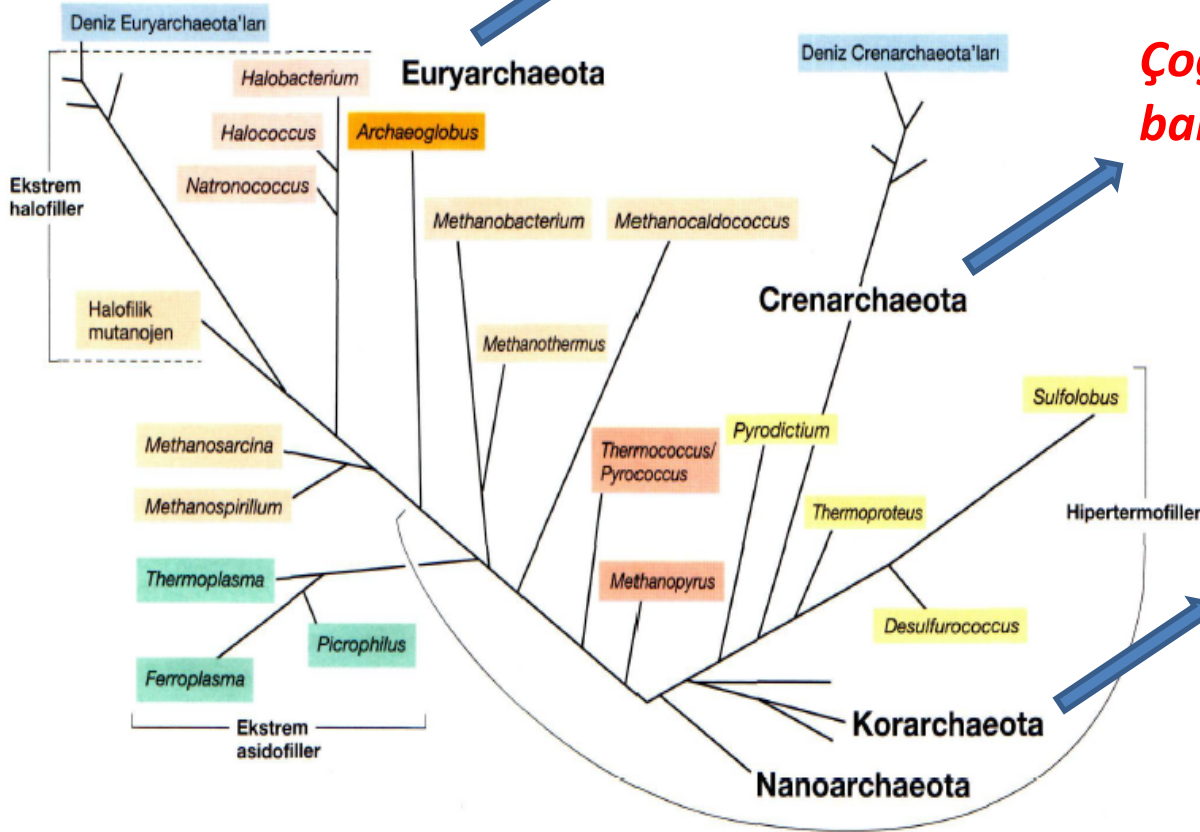 Deniz Euryarchaeota'ları
Euryarchaeota
Deniz Crenarchaeota'ları
Halobacterium
Halococcus
Archaeoglobus
Natronococcus
Ekstrem
halofiller
Methanobacterium
Methanocaldococcus
Crenarchaeota
Halofilik
mutanojen
Methanothermus
Sulfolobus
Methanosarcina
Thermococcus/
Pyrococcus
Pyrodictium
Methanospirillum
Thermoproteus
Hipertermofiller
Thermoplasma
Methanopyrus
Picrophilus
Desulfurococcus
Ferroplasma
Ekstrem
asidofiller
Korarchaeota
Nanoarchaeota